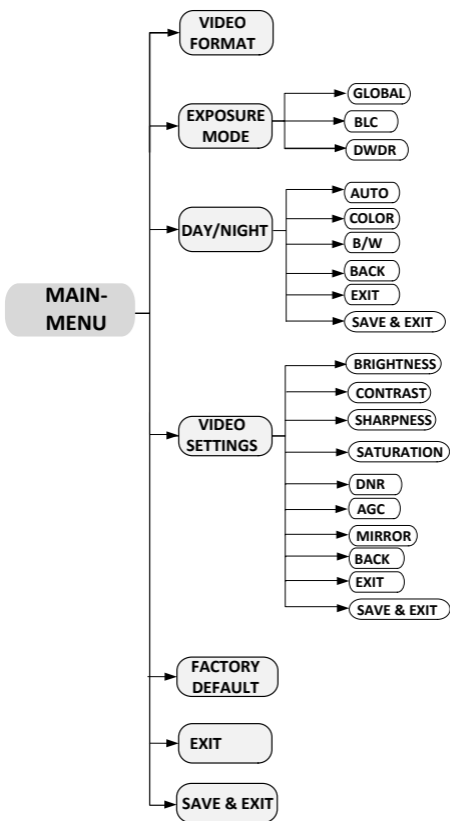 MAIN-
MENU
VIDEO
FORMAT
EXPOSURE
MODE
GLOBAL
BLC
DWDR
DAY/NIGHT
AUTO
COLOR
B/W
BACK
EXIT
SAVE & EXIT
VIDEO
SETTINGS
BRIGHTNESS
CONTRAST
SHARPNESS
SATURATION
DNR
AGC
MIRROR
BACK
EXIT
SAVE & EXIT
FACTORY
DEFAULT
EXIT
SAVE & EXIT